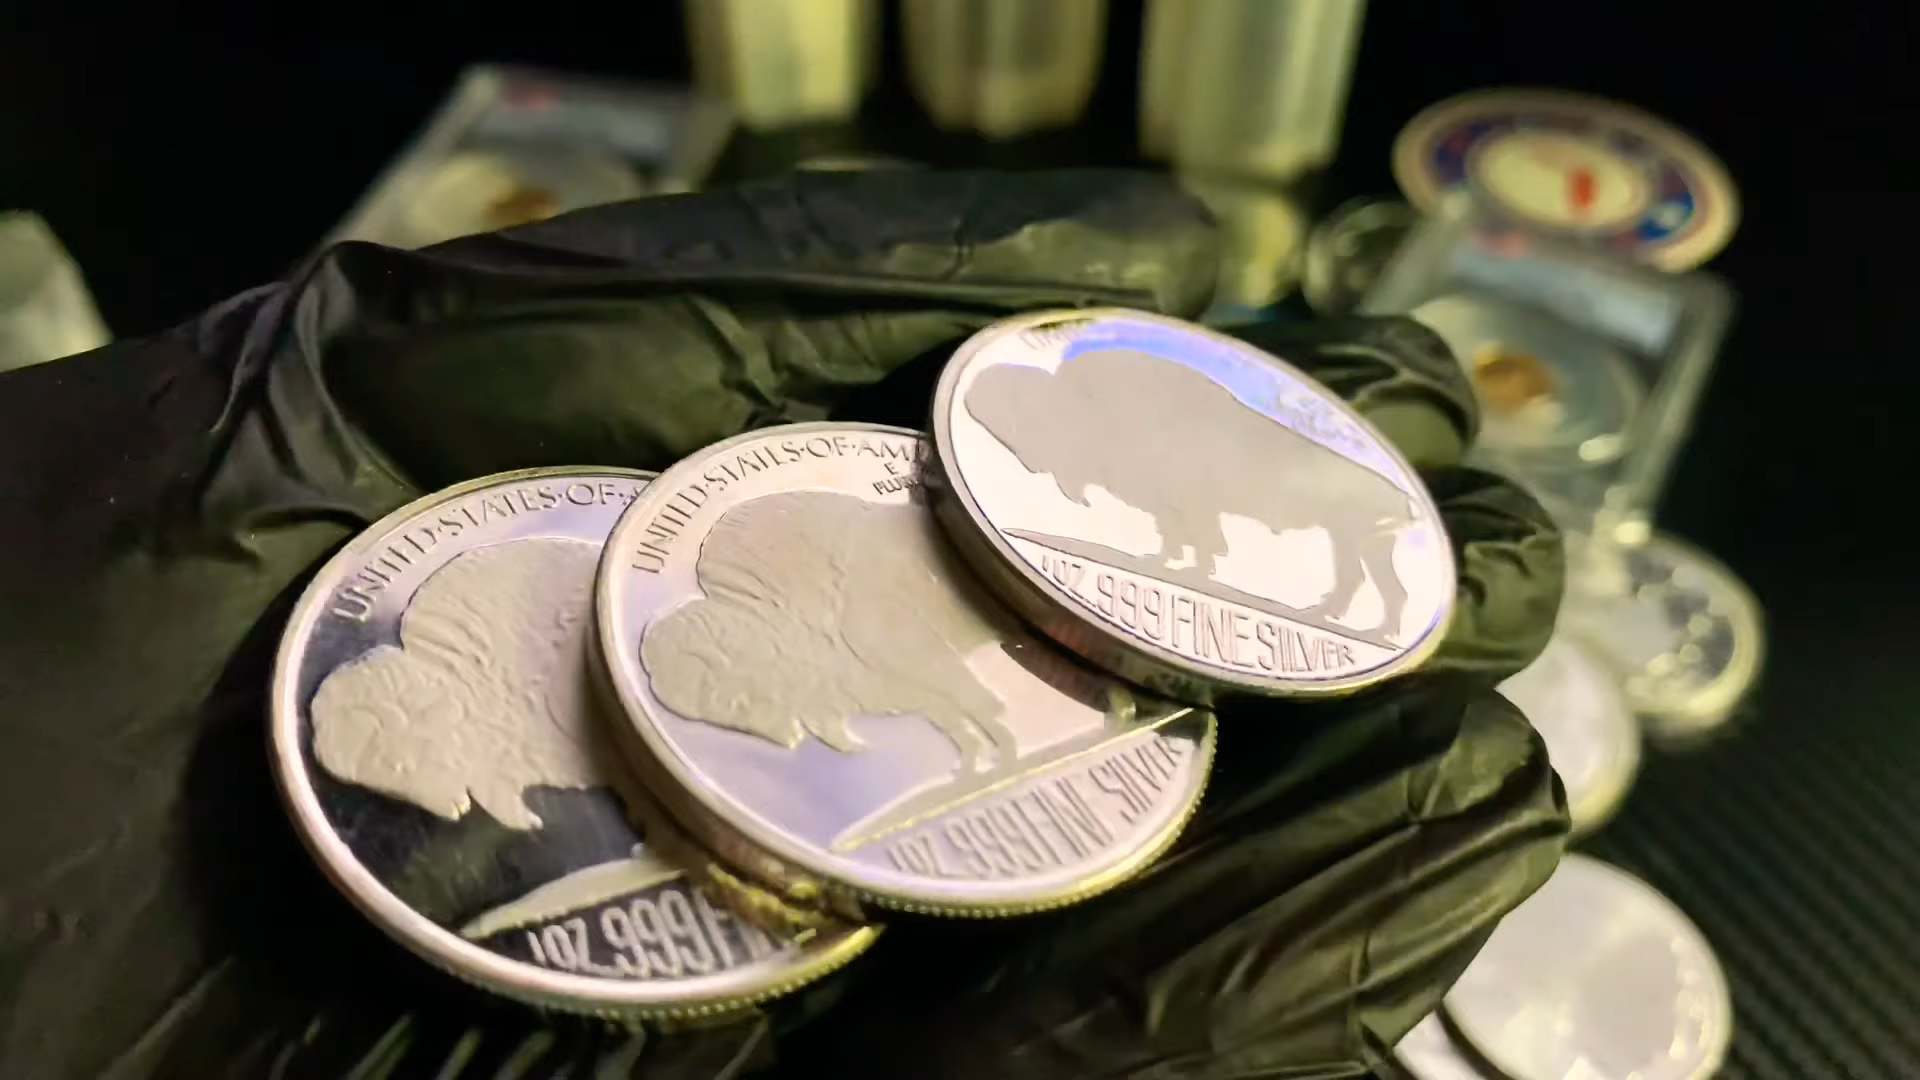 UNITED·STATES·OF·
1 OZ. 999 F
UNITED·STATES·OF·AM
E
PLUR
1 OZ. 999 FINE SILVER
1 OZ. 999 FINE SILVER